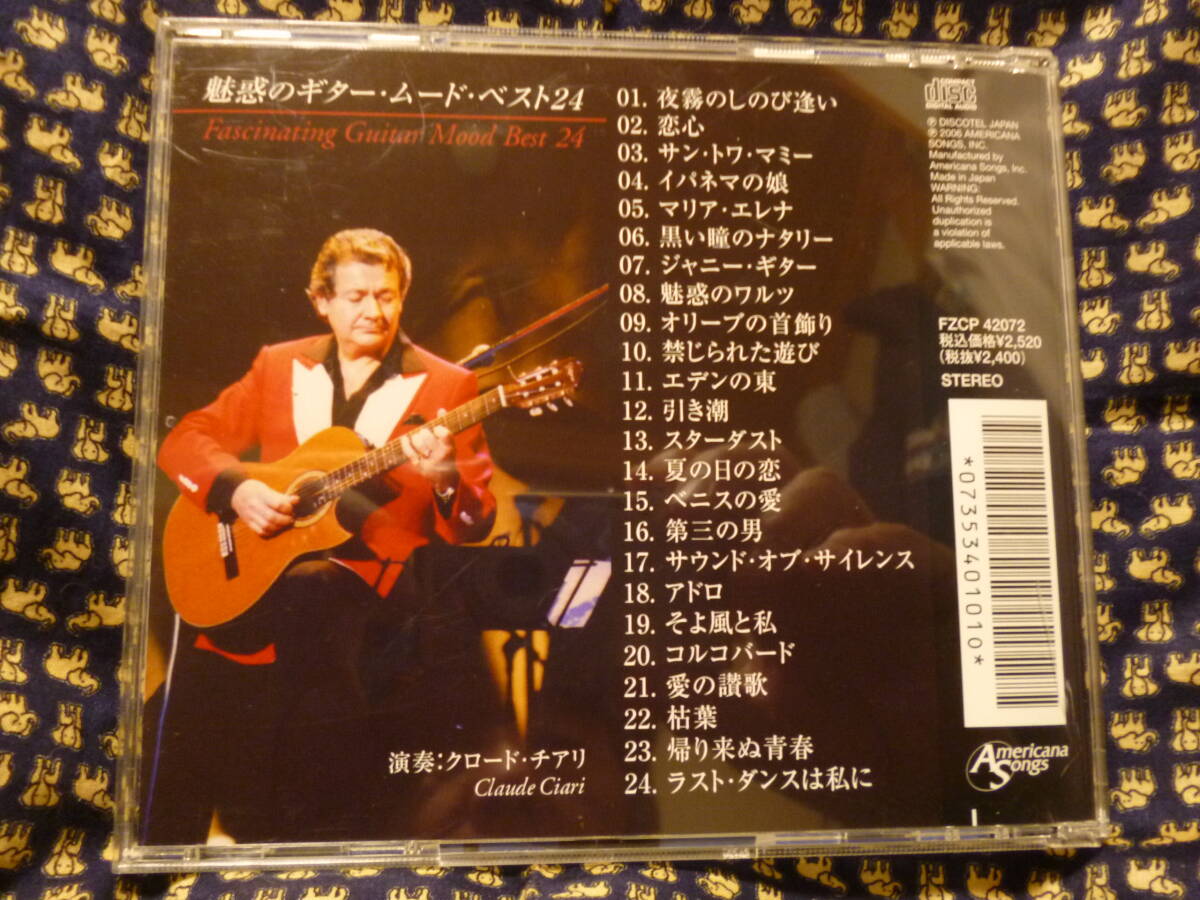 魅惑のギター・ムード・ベスト24
Fascinating Guitar Mood Best 24
01. 夜霧のしのび逢い
02. 恋心
03. サン・トワ・マミー
04. イパネマの娘
05. マリア・エレナ
06. 黒い瞳のナタリー
07. ジャニー・ギター
08. 魅惑のワルツ
09. オリーブの首飾り
10. 禁じられた遊び
11. エデンの東
12. 引き潮
13. スターダスト
14. 夏の日の恋
15. ベニスの愛
16. 第三の男
17. サウンド・オブ・サイレンス
18. アドロ
19. そよ風と私
20. コルコバード
21. 愛の讃歌
22. 枯葉
23. 帰り来ぬ青春
24. ラスト・ダンスは私に
演奏：クロード・チアリ
Claude Ciari
COMPACT
disc
DIGITAL AUDIO
Ⓟ DISCOTEL JAPAN
Ⓟ 2006 AMERICANA
SONGS, INC.
Manufactured by
Americana Songs, Inc.
Made in Japan
WARNING:
All Rights Reserved.
Unauthorized
duplication is
a violation of
applicable laws.
FZCP 42072
税込価格¥2,520
(税抜¥2,400)
STEREO
*0735340101010*
Americana
Songs